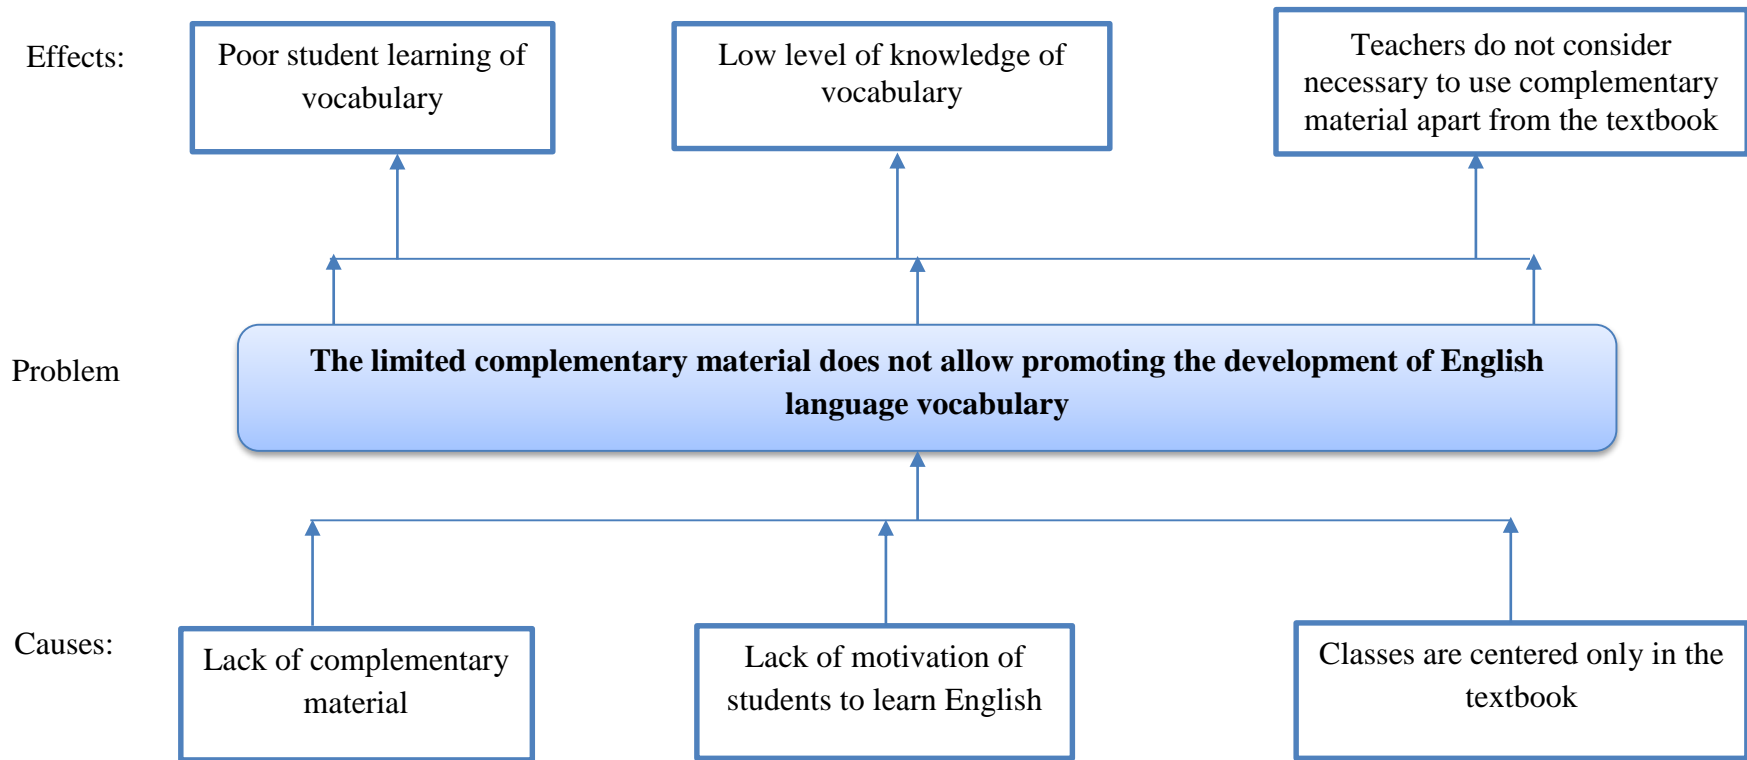 Effects:
Poor student learning of
vocabulary
Low level of knowledge of
vocabulary
Teachers do not consider
necessary to use complementary
material apart from the textbook
Problem
The limited complementary material does not allow promoting the development of English
language vocabulary
Causes:
Lack of complementary
material
Lack of motivation of
students to learn English
Classes are centered only in the
textbook